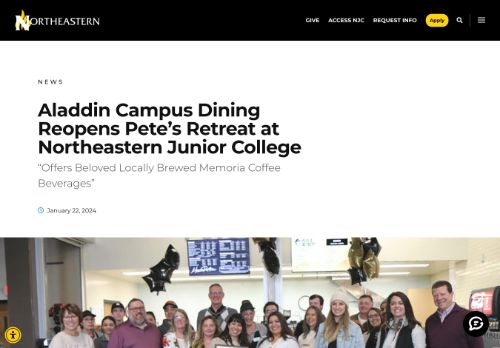 NORTHEASTERN
GIVE ACCESS NJC REQUEST INFO Apply
NEWS
Aladdin Campus Dining
Reopens Pete’s Retreat at
Northeastern Junior College
“Offers Beloved Locally Brewed Memoria Coffee
Beverages”
January 22, 2024